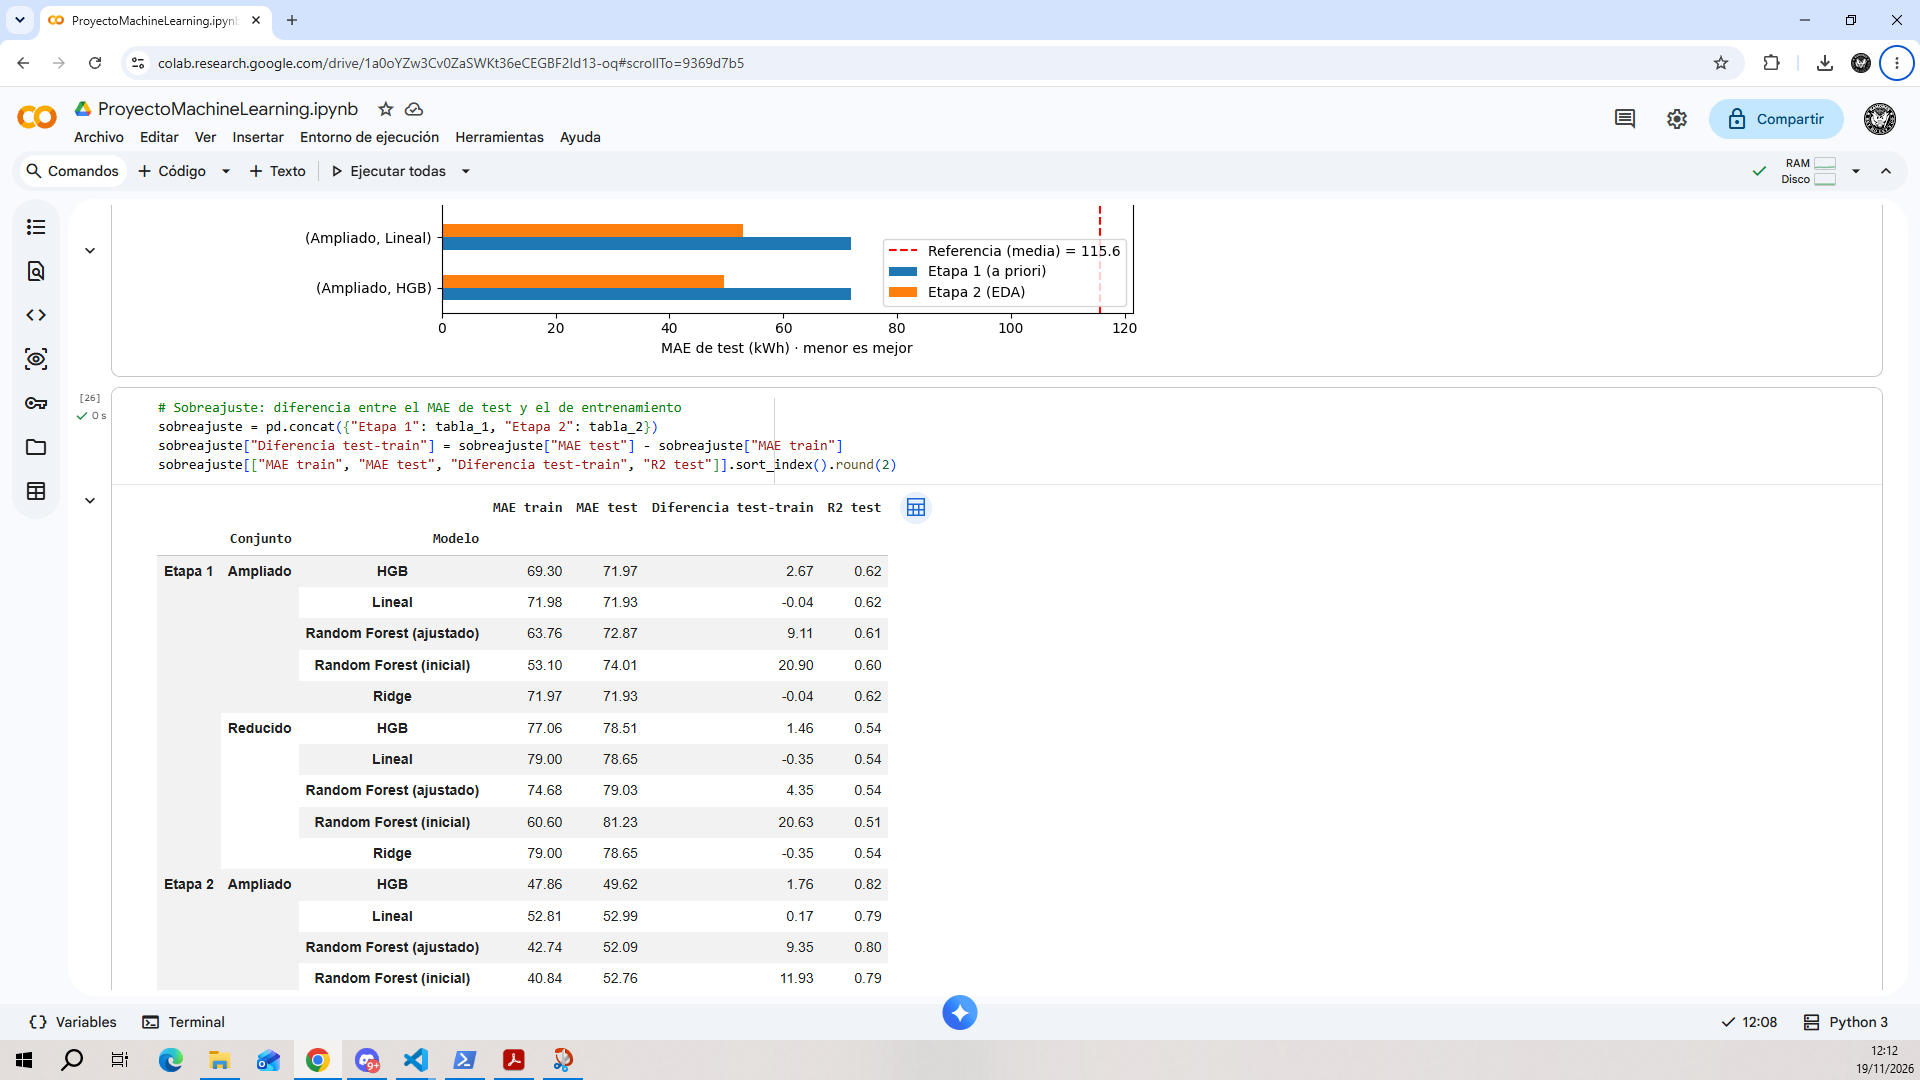 ProyectoMachineLearning.ipynb
colab.research.google.com/drive/1a0oYZw3Cv0ZaSWKt36eCEGBF2Id13-oq#scrollTo=9369d7b5
ProyectoMachineLearning.ipynb
Archivo Editar Ver Insertar Entorno de ejecución Herramientas Ayuda
Compartir
Comandos + Código + Texto Ejecutar todas
RAM
Disco
(Ampliado, Lineal)
(Ampliado, HGB)
Referencia (media) = 115.6
Etapa 1 (a priori)
Etapa 2 (EDA)
0 20 40 60 80 100 120
MAE de test (kWh) · menor es mejor
[26]
0 s
# Sobreajuste: diferencia entre el MAE de test y el de entrenamiento
sobreajuste = pd.concat({"Etapa 1": tabla_1, "Etapa 2": tabla_2})
sobreajuste["Diferencia test-train"] = sobreajuste["MAE test"] - sobreajuste["MAE train"]
sobreajuste[["MAE train", "MAE test", "Diferencia test-train", "R2 test"]].sort_index().round(2)
MAE train MAE test Diferencia test-train R2 test
Conjunto Modelo
Etapa 1 Ampliado HGB 69.30 71.97 2.67 0.62
Lineal 71.98 71.93 -0.04 0.62
Random Forest (ajustado) 63.76 72.87 9.11 0.61
Random Forest (inicial) 53.10 74.01 20.90 0.60
Ridge 71.97 71.93 -0.04 0.62
Reducido HGB 77.06 78.51 1.46 0.54
Lineal 79.00 78.65 -0.35 0.54
Random Forest (ajustado) 74.68 79.03 4.35 0.54
Random Forest (inicial) 60.60 81.23 20.63 0.51
Ridge 79.00 78.65 -0.35 0.54
Etapa 2 Ampliado HGB 47.86 49.62 1.76 0.82
Lineal 52.81 52.99 0.17 0.79
Random Forest (ajustado) 42.74 52.09 9.35 0.80
Random Forest (inicial) 40.84 52.76 11.93 0.79
Variables Terminal
12:08 Python 3
9+
12:12
19/11/2026